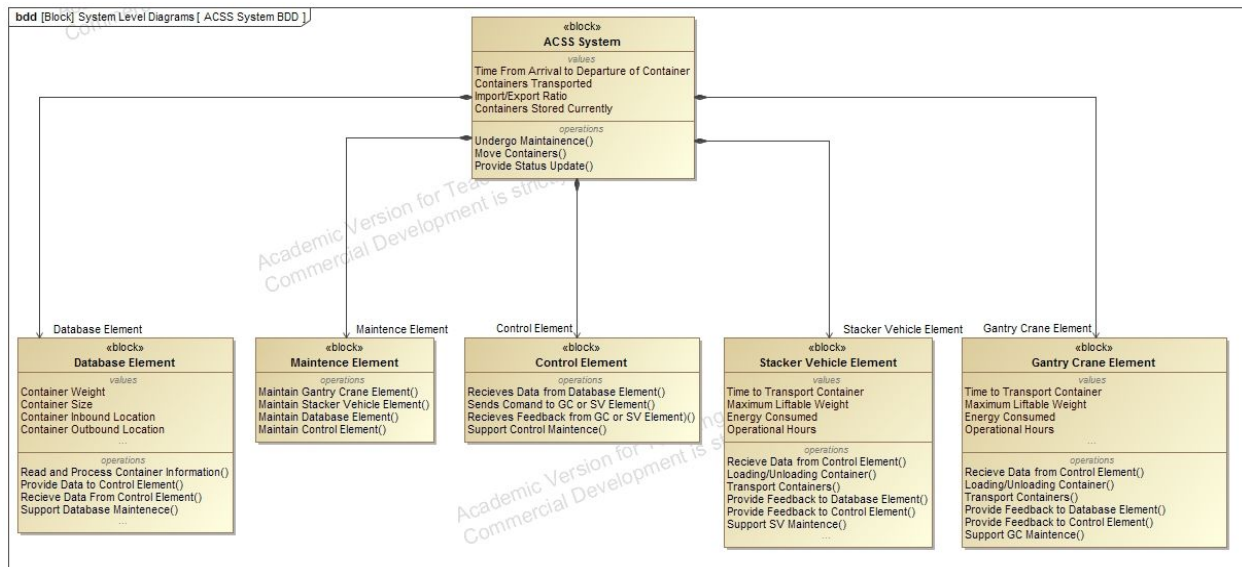 bdd [Block] System Level Diagrams [ ACSS System BDD ]
«block»
ACSS System
values
Time From Arrival to Departure of Container
Containers Transported
Import/Export Ratio
Containers Stored Currently
operations
Undergo Maintainence()
Move Containers()
Provide Status Update()
Academic Version for Teac
Commercial Development is strictly
Database Element
«block»
Database Element
values
Container Weight
Container Size
Container Inbound Location
Container Outbound Location
...
operations
Read and Process Container Information()
Provide Data to Control Element()
Recieve Data From Control Element()
Support Database Maintenece()
...
Maintence Element
«block»
Maintence Element
operations
Maintain Gantry Crane Element()
Maintain Stacker Vehicle Element()
Maintain Database Element()
Maintain Control Element()
Control Element
«block»
Control Element
operations
Recieves Data from Database Element()
Sends Comand to GC or SV Element()
Recieves Feedback from GC or SV Element)()
Support Control Maintence()
Academic Version for Teaching
Commercial Development is s
Stacker Vehicle Element
«block»
Stacker Vehicle Element
values
Time to Transport Container
Maximum Liftable Weight
Energy Consumed
Operational Hours
operations
Recieve Data from Control Element()
Loading/Unloading Container()
Transport Containers()
Provide Feedback to Database Element()
Provide Feedback to Control Element()
Support SV Maintence()
...
Gantry Crane Element
«block»
Gantry Crane Element
values
Time to Transport Container
Maximum Liftable Weight
Energy Consumed
Operational Hours
...
operations
Recieve Data from Control Element()
Loading/Unloading Container()
Transport Containers()
Provide Feedback to Database Element()
Provide Feedback to Control Element()
Support GC Maintence()